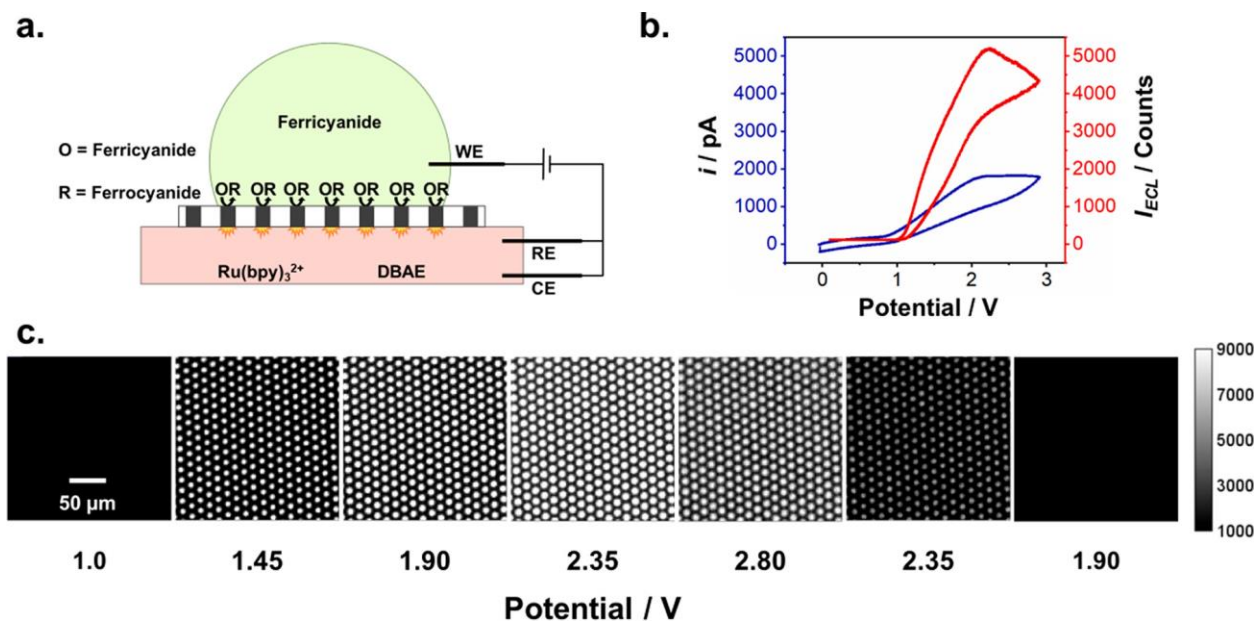 a.
Ferricyanide
O = Ferricyanide
WE
OR OR OR OR OR OR OR
R = Ferrocyanide
RE
Ru(bpy)₃²⁺ DBAE
CE
b.
5000 5000
4000 4000
3000 3000
2000 2000
1000 1000
0 0
i / pA
I_ECL / Counts
0 1 2 3
Potential / V
c.
50 µm
9000
7000
5000
3000
1000
1.0 1.45 1.90 2.35 2.80 2.35 1.90
Potential / V